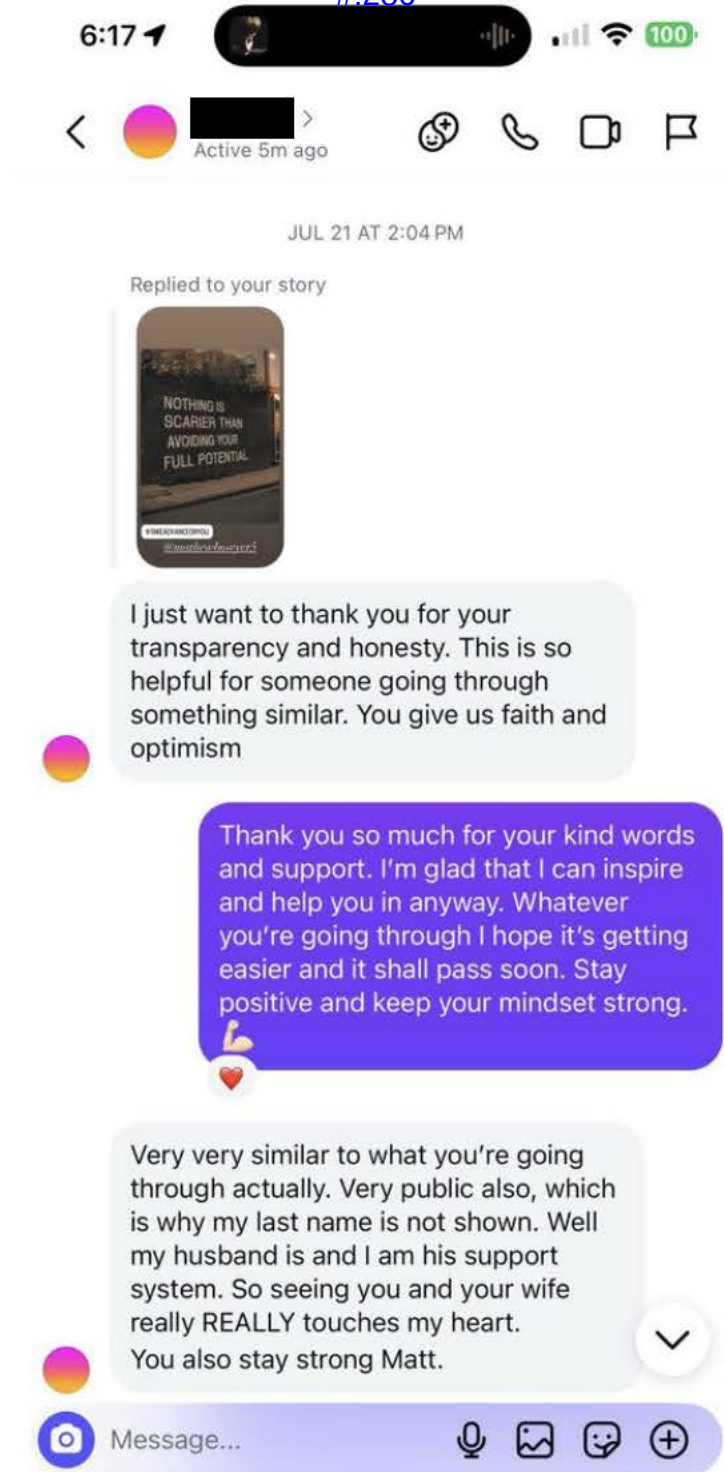 6:17
100
Active 5m ago
JUL 21 AT 2:04 PM
Replied to your story
NOTHING IS
SCARIER THAN
AVOIDING YOUR
FULL POTENTIAL
I just want to thank you for your
transparency and honesty. This is so
helpful for someone going through
something similar. You give us faith and
optimism
Thank you so much for your kind words
and support. I'm glad that I can inspire
and help you in anyway. Whatever
you're going through I hope it's getting
easier and it shall pass soon. Stay
positive and keep your mindset strong.
💪🏻
❤️
Very very similar to what you're going
through actually. Very public also, which
is why my last name is not shown. Well
my husband is and I am his support
system. So seeing you and your wife
really REALLY touches my heart.
You also stay strong Matt.
Message...